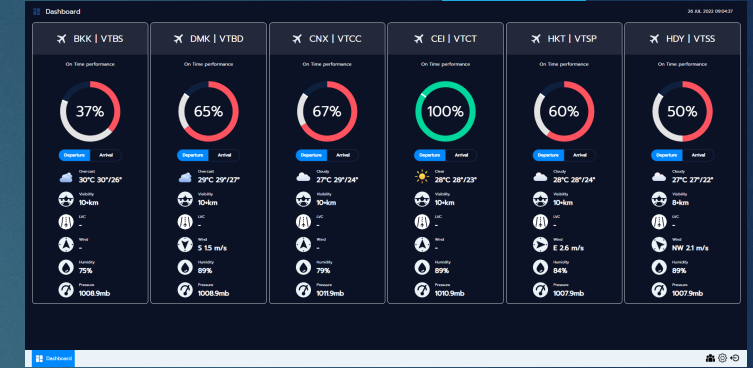 Dashboard
26 JUL 2022 09:04:37
BKK | VTBS
On Time performance
37%
Departure Arrival
Overcast
30°C 30°/26°
Visibility
10+km
LVC
-
Wind
-
Humidity
75%
Pressure
1008.9mb
DMK | VTBD
On Time performance
65%
Departure Arrival
Overcast
29°C 29°/27°
Visibility
10+km
LVC
-
Wind
S 1.5 m/s
Humidity
89%
Pressure
1008.9mb
CNX | VTCC
On Time performance
67%
Departure Arrival
Cloudy
27°C 29°/24°
Visibility
10+km
LVC
-
Wind
-
Humidity
79%
Pressure
1011.9mb
CEI | VTCT
On Time performance
100%
Departure Arrival
Clear
28°C 28°/23°
Visibility
10+km
LVC
-
Wind
-
Humidity
89%
Pressure
1010.9mb
HKT | VTSP
On Time performance
60%
Departure Arrival
Cloudy
28°C 28°/24°
Visibility
10+km
LVC
-
Wind
E 2.6 m/s
Humidity
84%
Pressure
1007.9mb
HDY | VTSS
On Time performance
50%
Departure Arrival
Cloudy
27°C 27°/22°
Visibility
8+km
LVC
-
Wind
NW 2.1 m/s
Humidity
89%
Pressure
1007.9mb
Dashboard